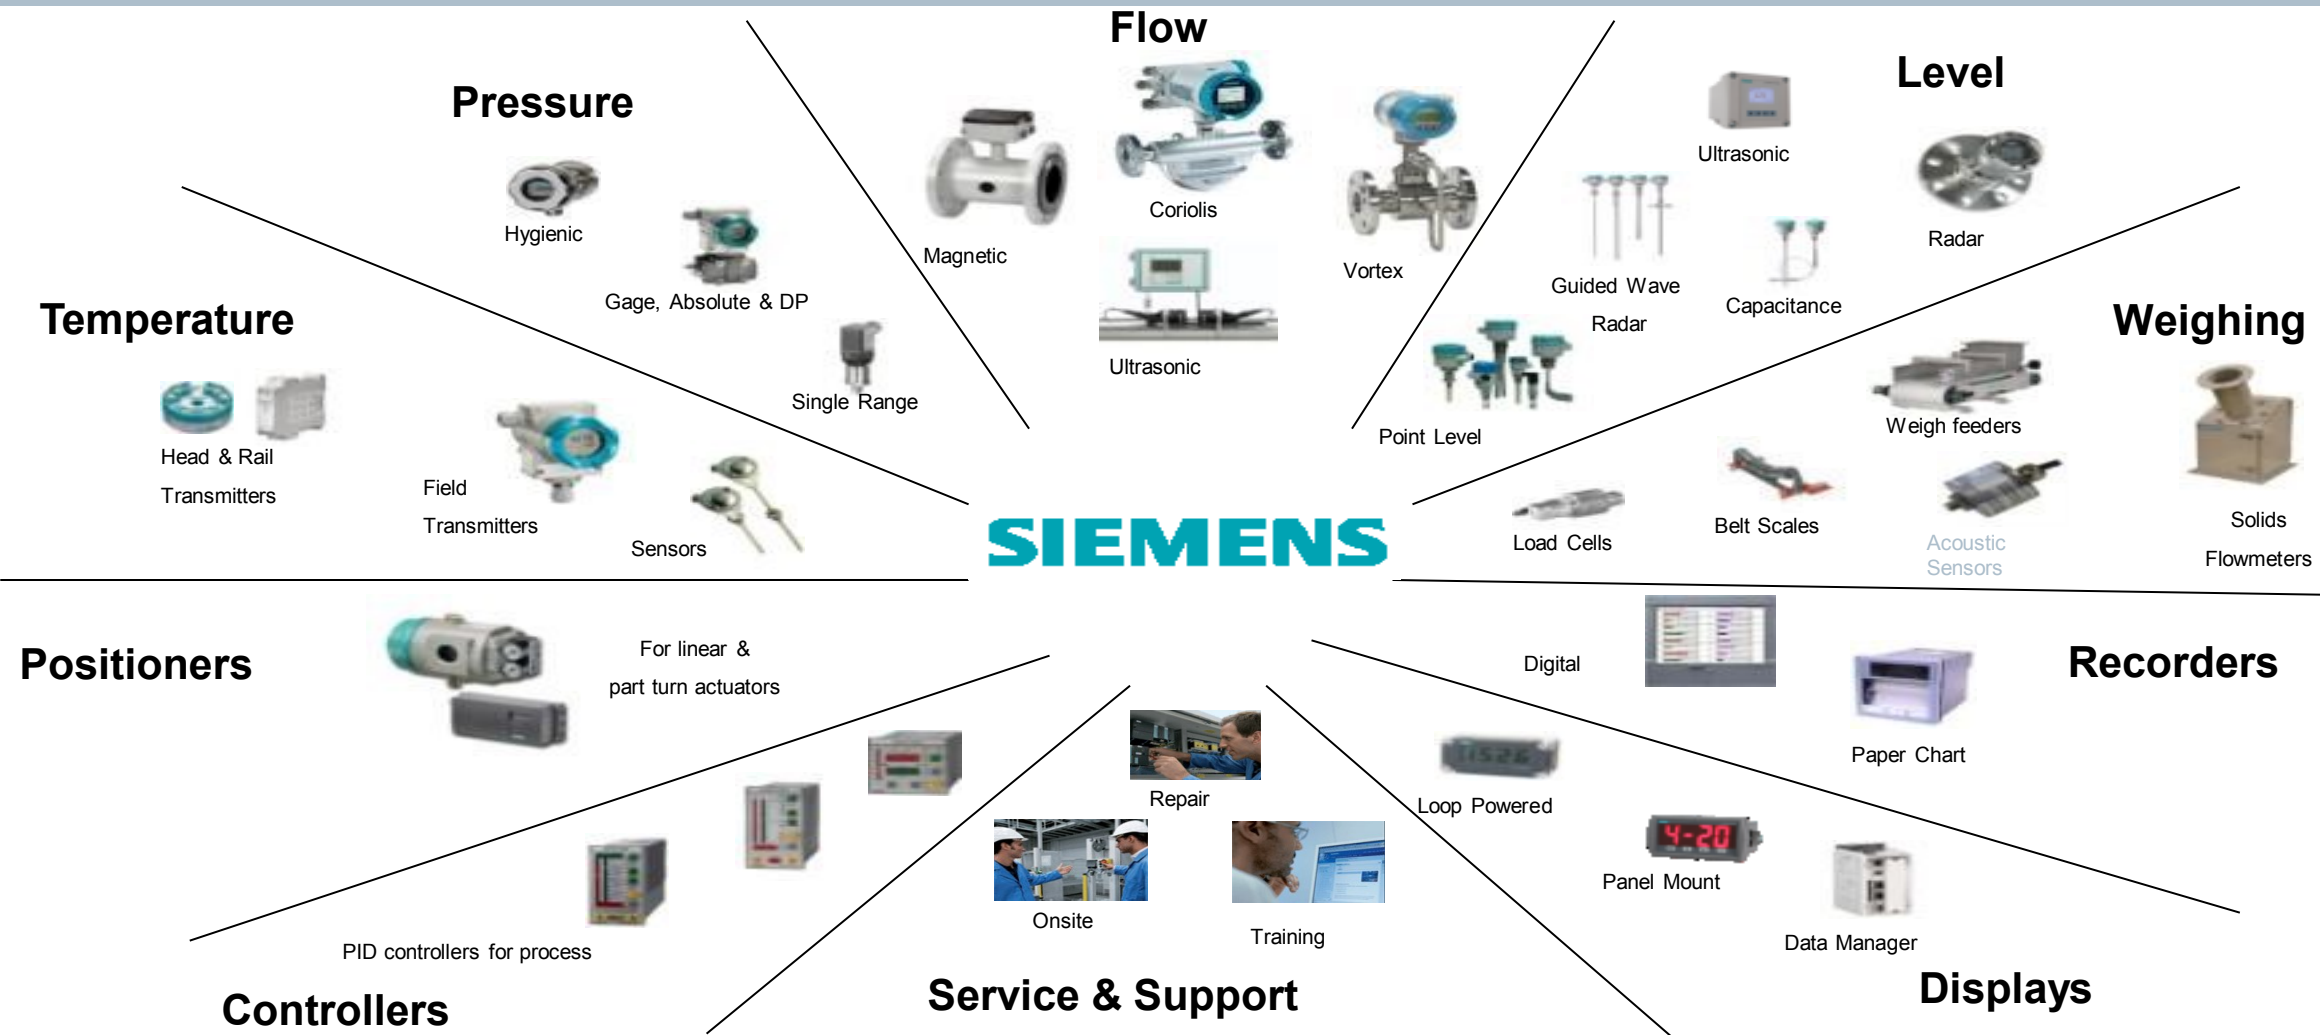 Flow
Pressure
Level
Hygienic
Gage, Absolute & DP
Single Range
Magnetic
Coriolis
Ultrasonic
Vortex
Ultrasonic
Radar
Guided Wave
Radar
Capacitance
Point Level
Temperature
Head & Rail
Transmitters
Field
Transmitters
Sensors
Weighing
Weigh feeders
Load Cells
Belt Scales
Acoustic
Sensors
Solids
Flowmeters
SIEMENS
Positioners
For linear &
part turn actuators
Recorders
Digital
Paper Chart
PID controllers for process
Controllers
Repair
Onsite
Training
Service & Support
Loop Powered
4-20
Panel Mount
Data Manager
Displays